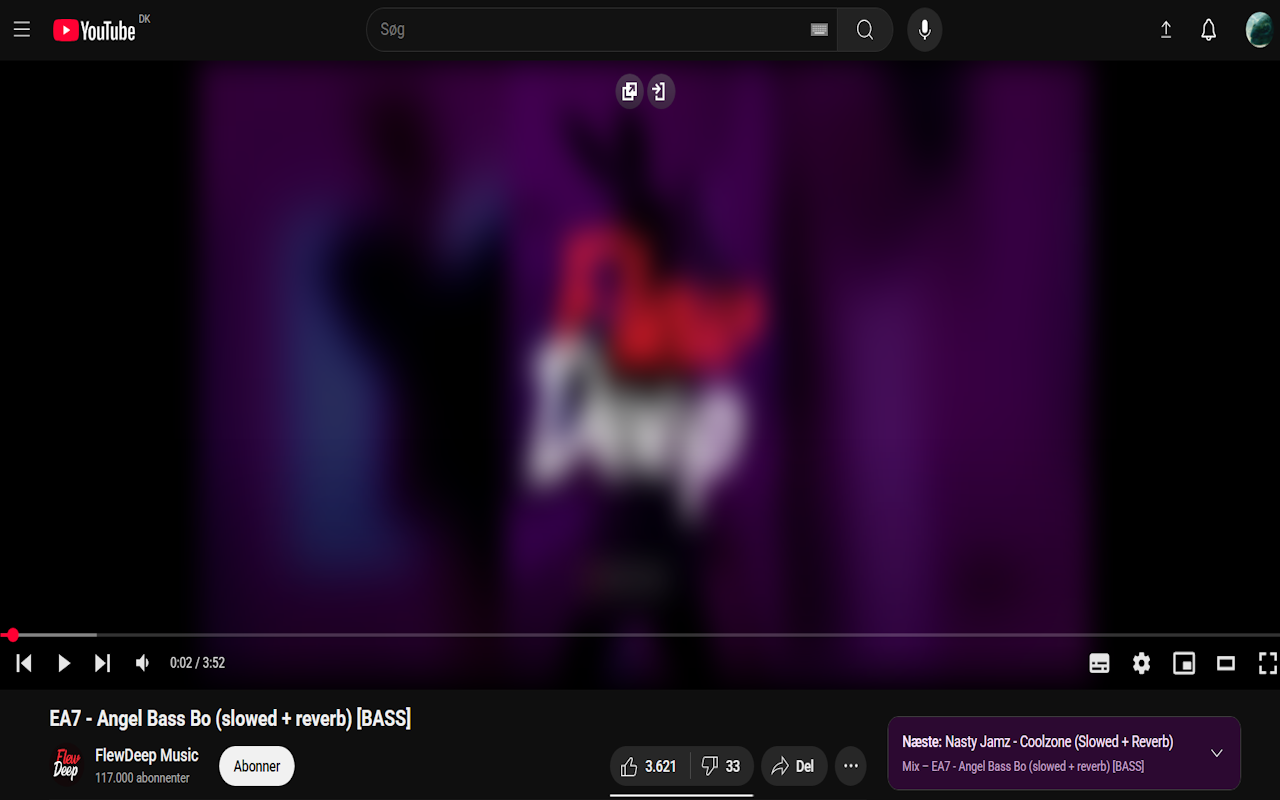 YouTube DK
Søg
Flew
Deep
0:02 / 3:52
EA7 - Angel Bass Bo (slowed + reverb) [BASS]
Flew
Deep
FlewDeep Music
117.000 abonnenter
Abonner
3.621
33
Del
Næste: Nasty Jamz - Coolzone (Slowed + Reverb)
Mix – EA7 - Angel Bass Bo (slowed + reverb) [BASS]